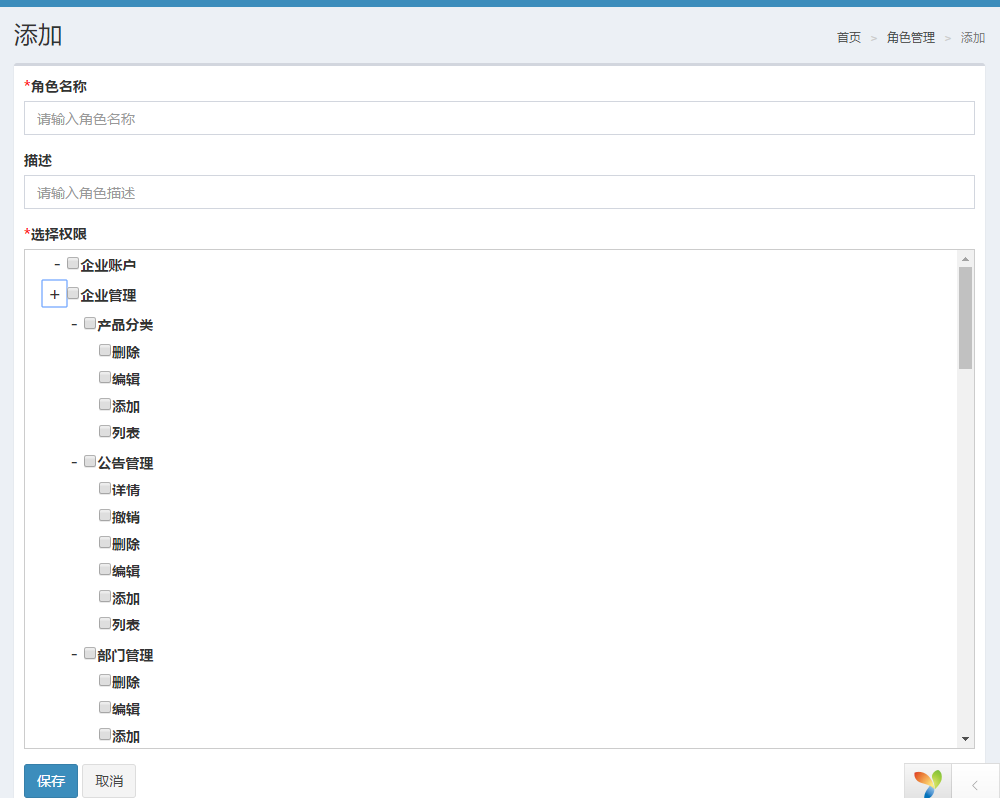 添加
首页 > 角色管理 > 添加
*角色名称
请输入角色名称
描述
请输入角色描述
*选择权限
- 企业账户
+ 企业管理
- 产品分类
删除
编辑
添加
列表
- 公告管理
详情
撤销
删除
编辑
添加
列表
- 部门管理
删除
编辑
添加
保存 取消